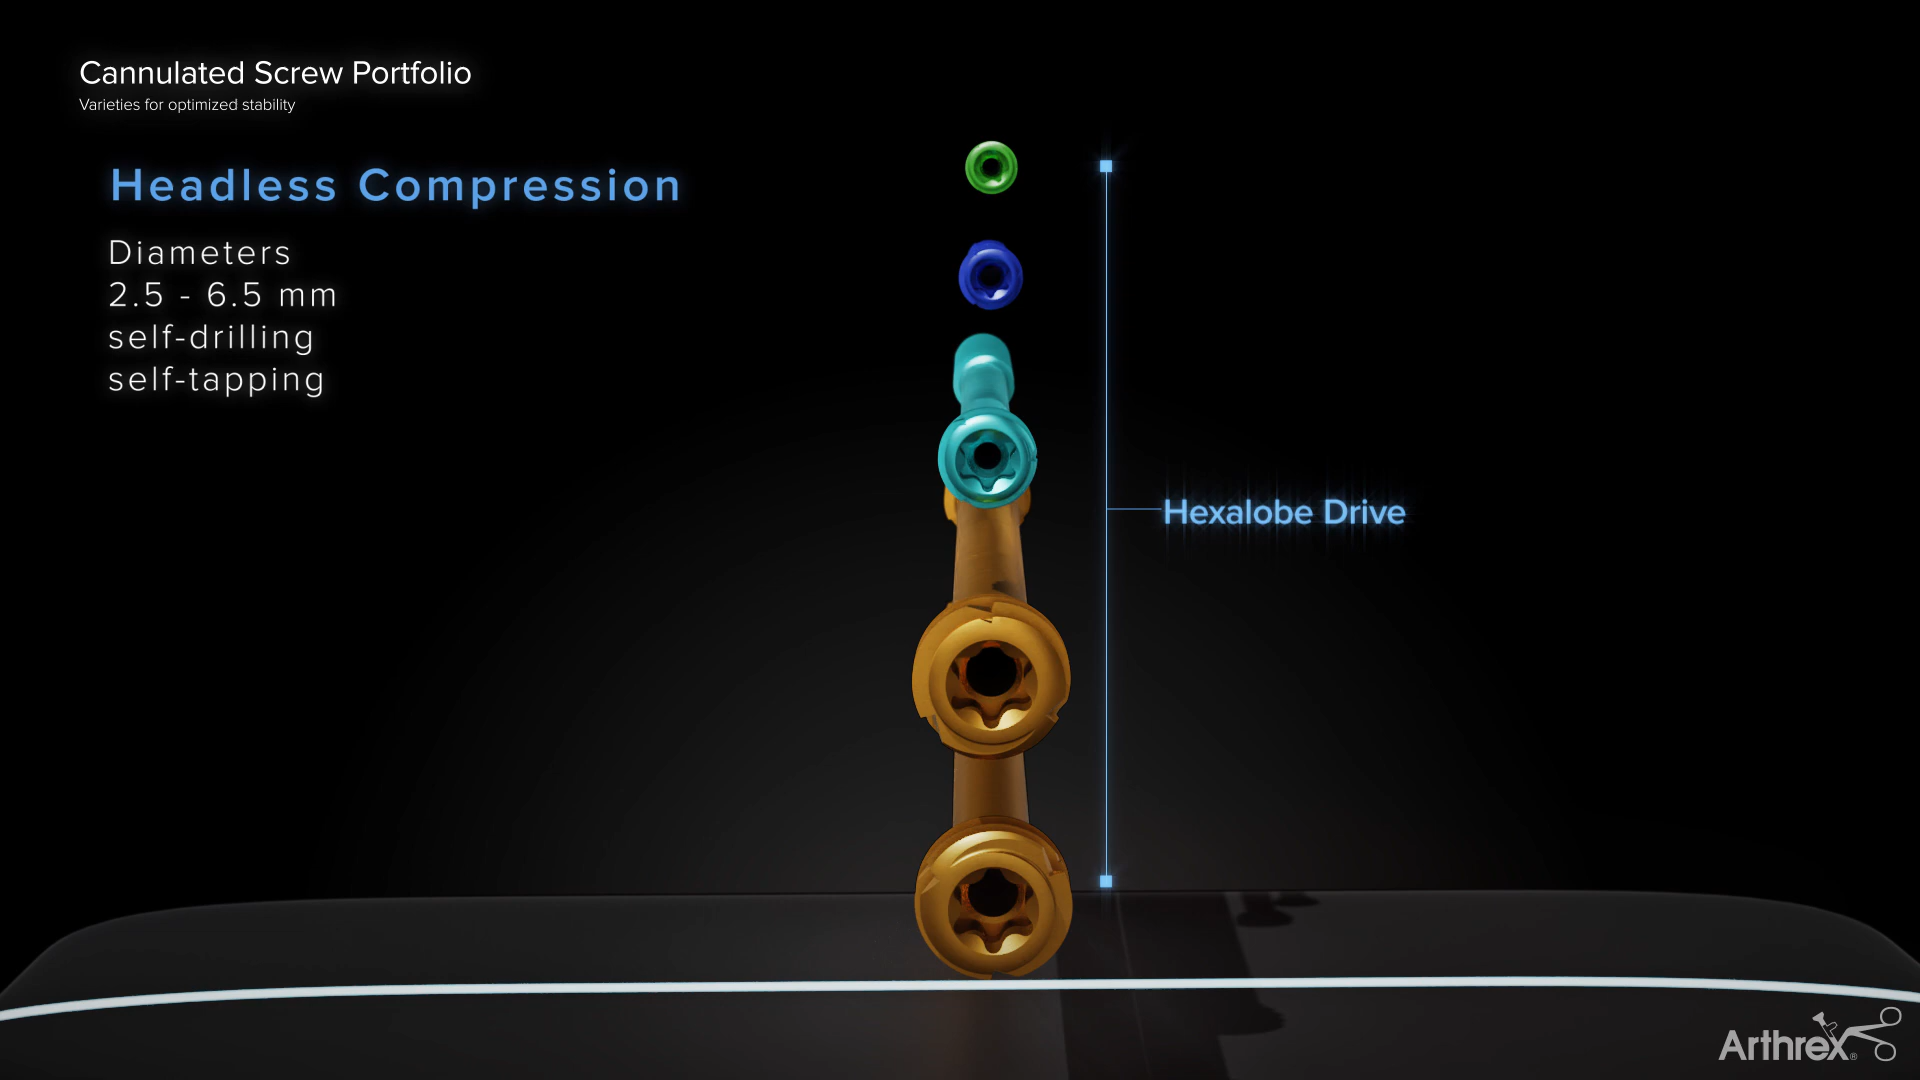 Cannulated Screw Portfolio
Varieties for optimized stability
Headless Compression
Diameters
2.5 - 6.5 mm
self-drilling
self-tapping
Hexalobe Drive
Arthrex®